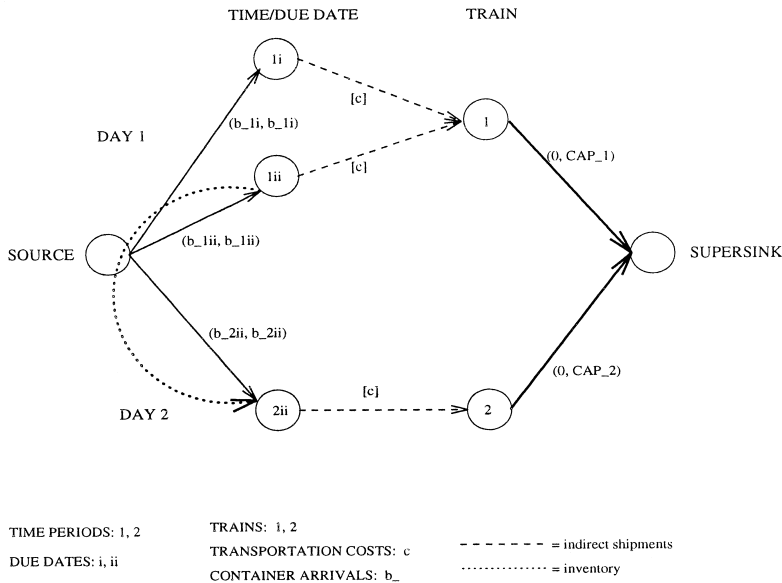 TIME/DUE DATE
TRAIN
1i
[c]
(b_1i, b_1i)
DAY 1
1
1ii
[c]
(0, CAP_1)
(b_1ii, b_1ii)
SOURCE
SUPERSINK
(b_2ii, b_2ii)
(0, CAP_2)
[c]
DAY 2
2ii
2
TIME PERIODS: 1, 2
DUE DATES: i, ii
TRAINS: 1, 2
TRANSPORTATION COSTS: c
CONTAINER ARRIVALS: b_
= indirect shipments
= inventory